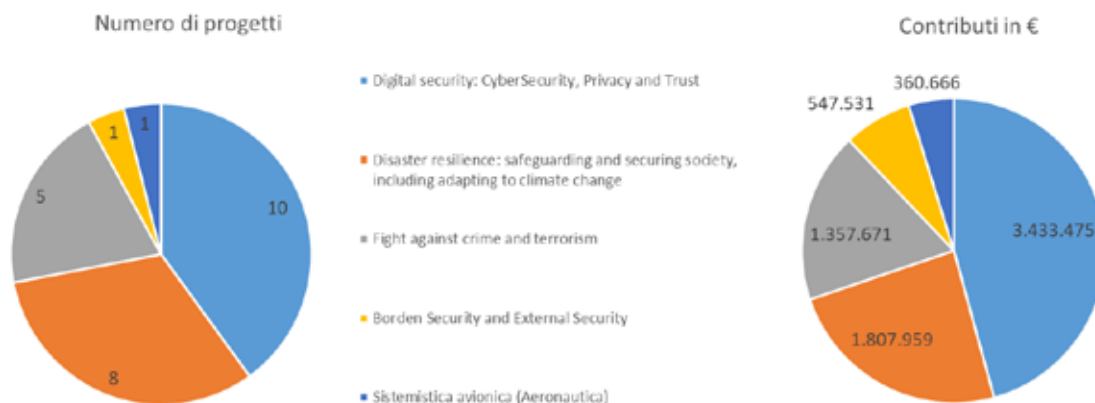 Numero di progetti
10
8
5
1
1
Digital security: CyberSecurity, Privacy and Trust
Disaster resilience: safeguarding and securing society,
including adapting to climate change
Fight against crime and terrorism
Borden Security and External Security
Sistemistica avionica (Aeronautica)
Contributi in €
3.433.475
1.807.959
1.357.671
547.531
360.666